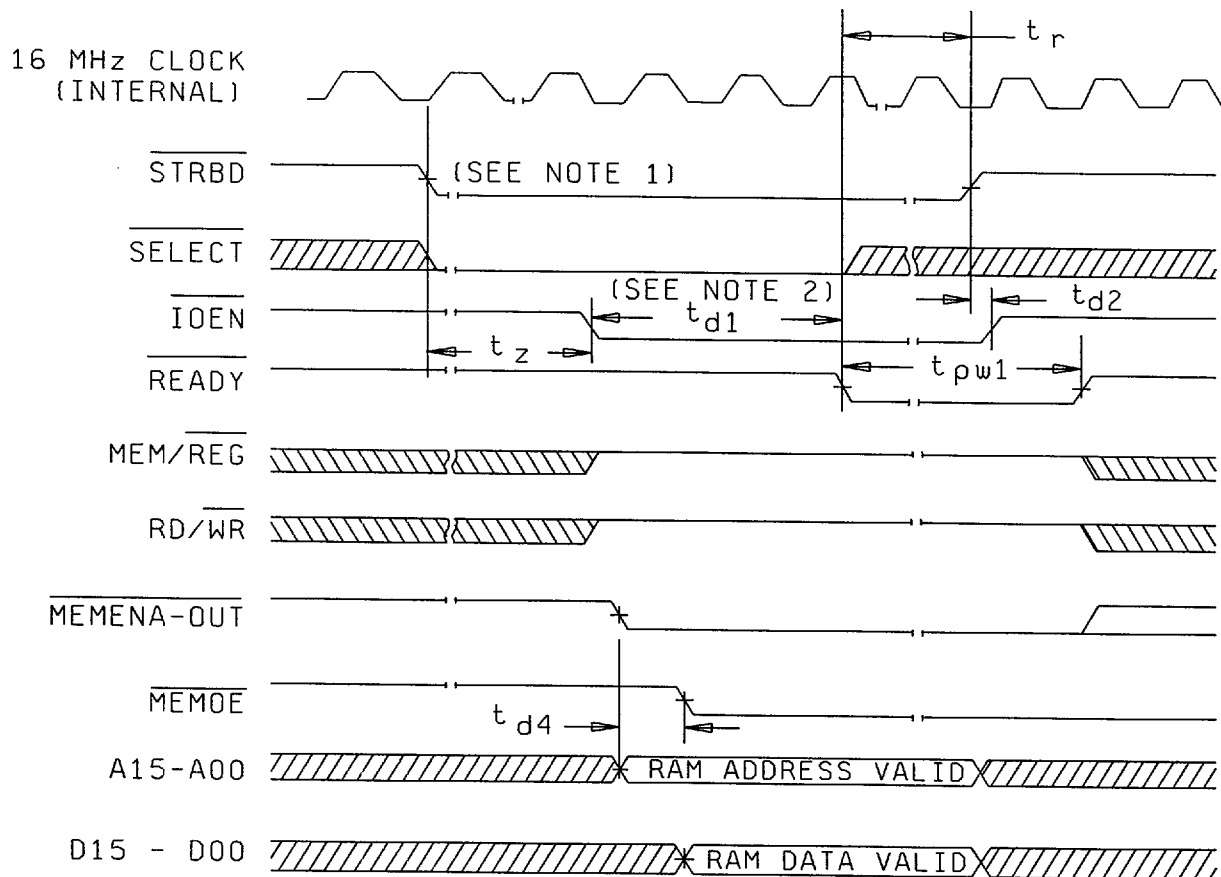 t r
16 MHz CLOCK
(INTERNAL)
STRBD
(SEE NOTE 1)
SELECT
(SEE NOTE 2)
IOEN
t d1
t d2
t z
READY
t pw1
MEM/REG
RD/WR
MEMENA-OUT
MEMOE
t d4
A15-A00
RAM ADDRESS VALID
D15 - D00
RAM DATA VALID